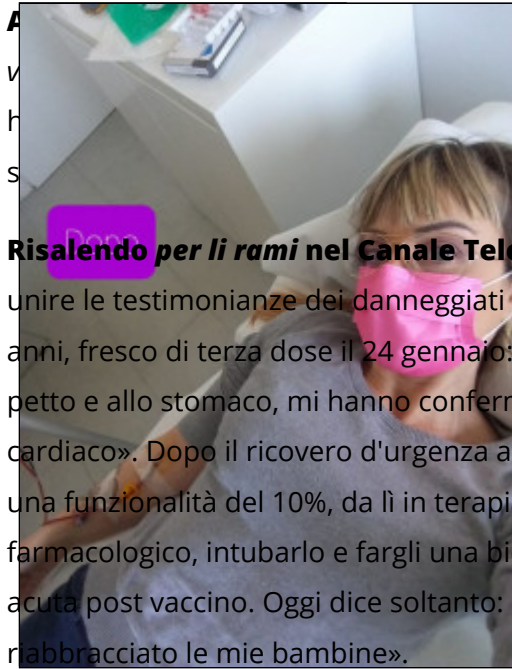 A
v
h
s
Dopo
Risalendo per li rami nel Canale Tele
unire le testimonianze dei danneggiati
anni, fresco di terza dose il 24 gennaio:
petto e allo stomaco, mi hanno conferm
cardiaco». Dopo il ricovero d'urgenza a
una funzionalità del 10%, da lì in terapi
farmacologico, intubarlo e fargli una bi
acuta post vaccino. Oggi dice soltanto:
riabbracciato le mie bambine».